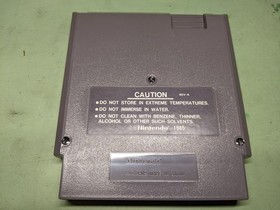 CAUTION
REV-A
• DO NOT STORE IN EXTREME TEMPERATURES.
• DO NOT IMMERSE IN WATER.
• DO NOT CLEAN WITH BENZENE, THINNER,
ALCOHOL OR OTHER SUCH SOLVENTS.
Nintendo 1985